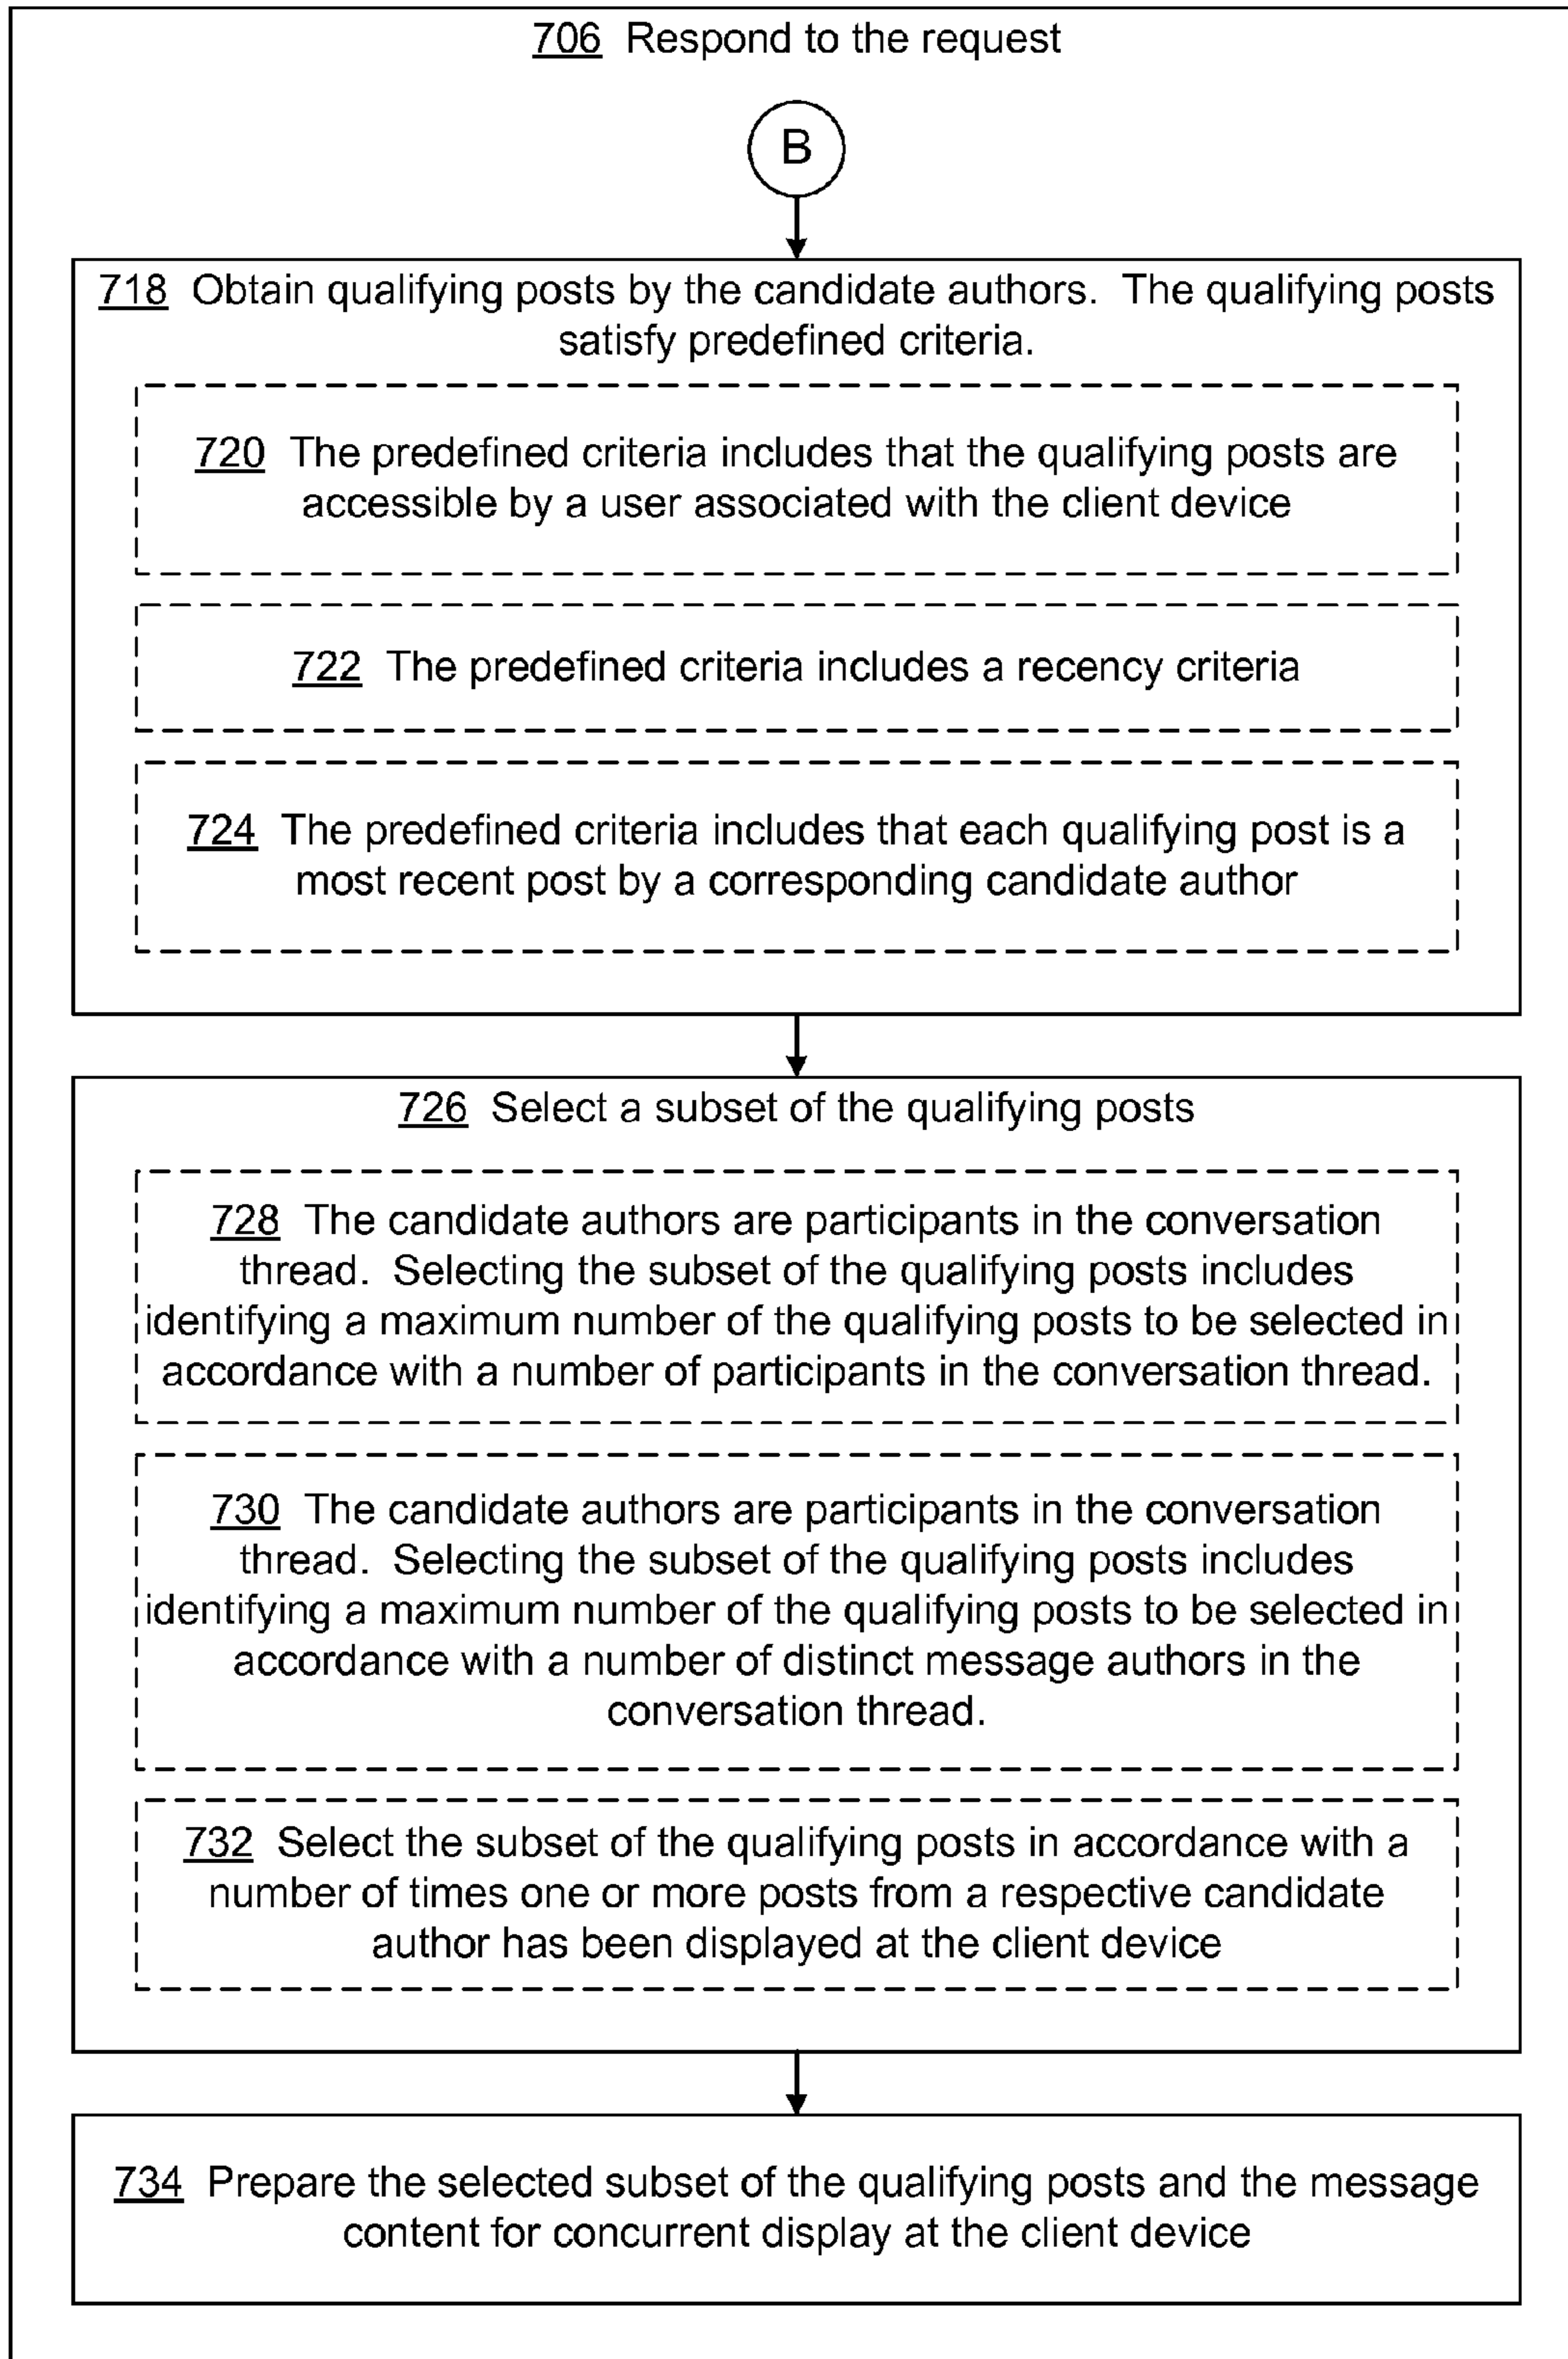 706 Respond to the request
B
718 Obtain qualifying posts by the candidate authors. The qualifying posts
satisfy predefined criteria.
720 The predefined criteria includes that the qualifying posts are
accessible by a user associated with the client device
722 The predefined criteria includes a recency criteria
724 The predefined criteria includes that each qualifying post is a
most recent post by a corresponding candidate author
726 Select a subset of the qualifying posts
728 The candidate authors are participants in the conversation
thread. Selecting the subset of the qualifying posts includes
identifying a maximum number of the qualifying posts to be selected in
accordance with a number of participants in the conversation thread.
730 The candidate authors are participants in the conversation
thread. Selecting the subset of the qualifying posts includes
identifying a maximum number of the qualifying posts to be selected in
accordance with a number of distinct message authors in the
conversation thread.
732 Select the subset of the qualifying posts in accordance with a
number of times one or more posts from a respective candidate
author has been displayed at the client device
734 Prepare the selected subset of the qualifying posts and the message
content for concurrent display at the client device